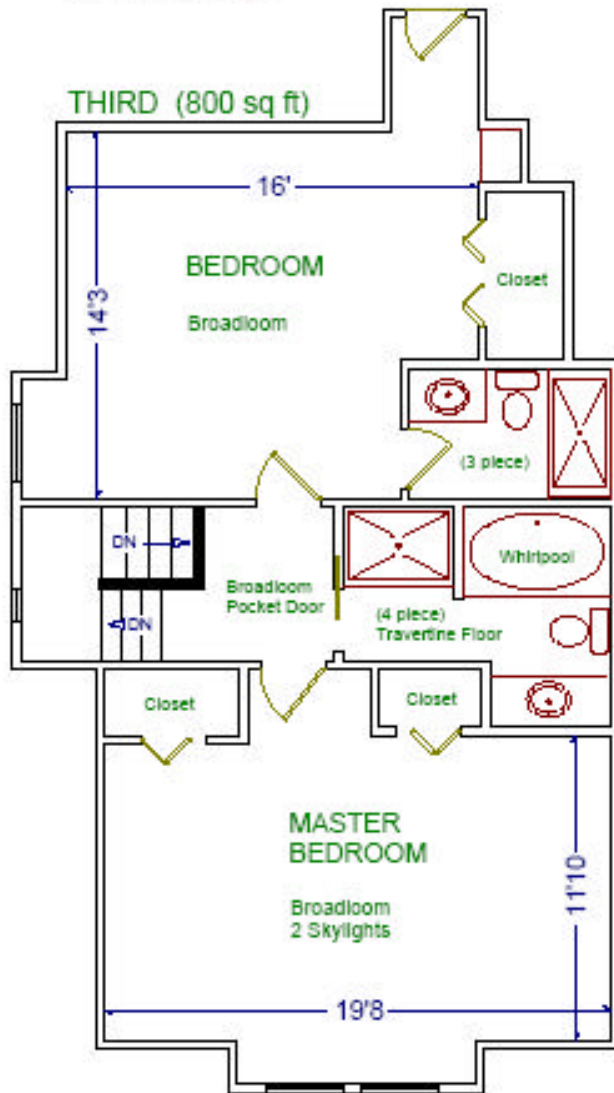 THIRD (800 sq ft)
16'
BEDROOM
Closet
14'3
Broadloom
(3 piece)
DN
Whirlpool
Broadloom
Pocket Door
(4 piece)
Travertine Floor
DN
Closet
Closet
MASTER
BEDROOM
11'10
Broadloom
2 Skylights
19'8